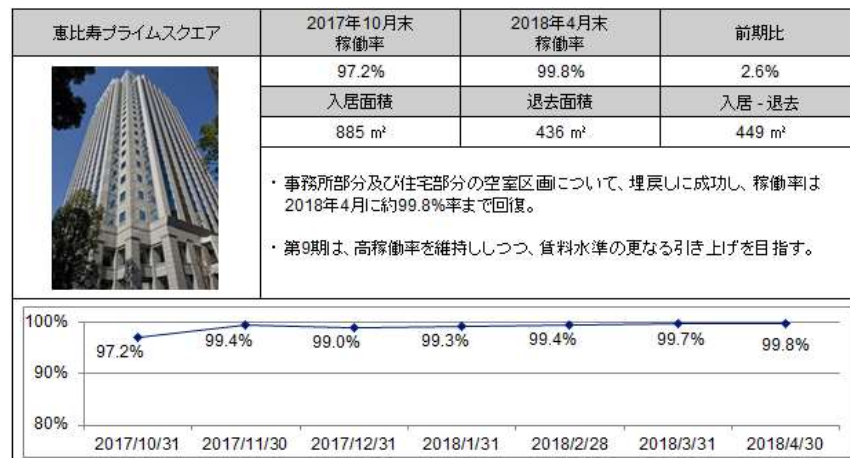 恵比寿プライムスクエア
2017年10月末
稼働率
2018年4月末
稼働率
前期比
97.2%
99.8%
2.6%
入居面積
退去面積
入居 - 退去
885 ㎡
436 ㎡
449 ㎡
・ 事務所部分及び住宅部分の空室区画について、埋戻しに成功し、稼働率は
2018年4月に約99.8%率まで回復。
・ 第9期は、高稼働率を維持ししつつ、賃料水準の更なる引き上げを目指す。
100%
97.2%
99.4%
99.0%
99.3%
99.4%
99.7%
99.8%
90%
80%
2017/10/31
2017/11/30
2017/12/31
2018/1/31
2018/2/28
2018/3/31
2018/4/30